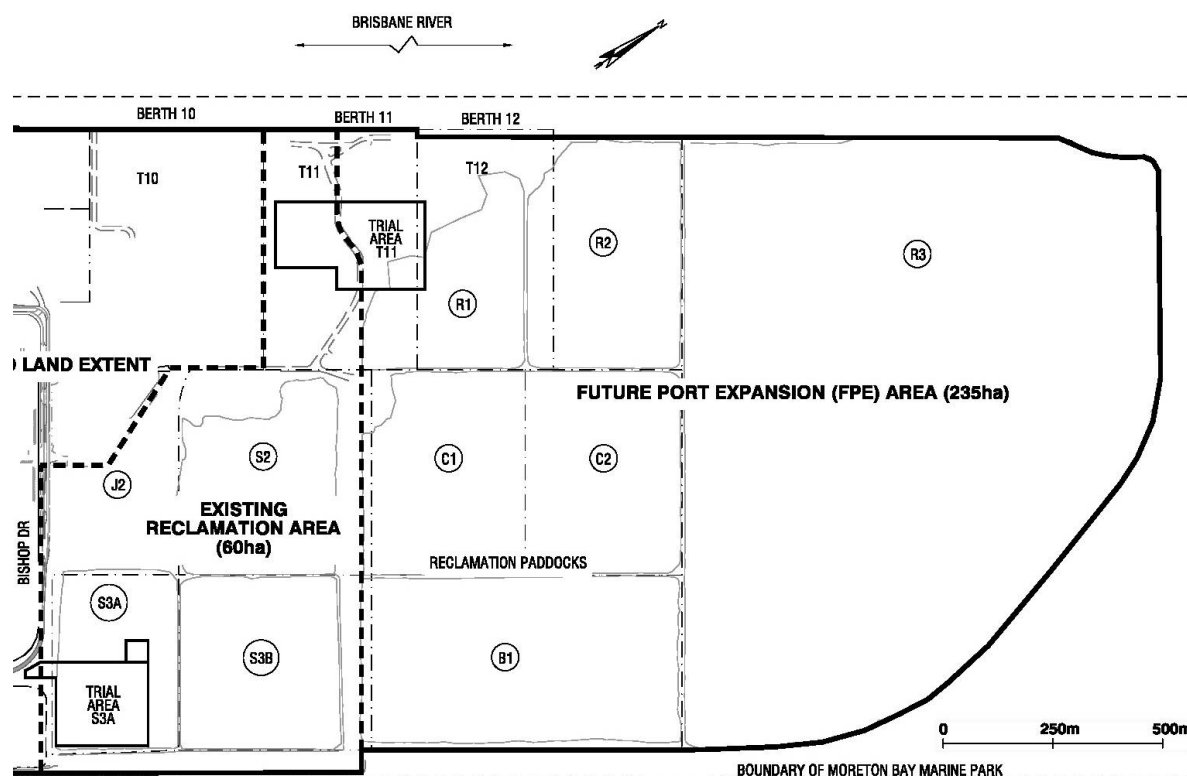 BRISBANE RIVER
N
BERTH 10
BERTH 11
BERTH 12
T10
T11
T12
TRIAL
AREA
T11
R1
R2
R3
LAND EXTENT
FUTURE PORT EXPANSION (FPE) AREA (235ha)
J2
S2
C1
C2
EXISTING
RECLAMATION AREA
(60ha)
BISHOP DR
RECLAMATION PADDOCKS
S3A
S3B
B1
TRIAL
AREA
S3A
0 250m 500m
BOUNDARY OF MORETON BAY MARINE PARK